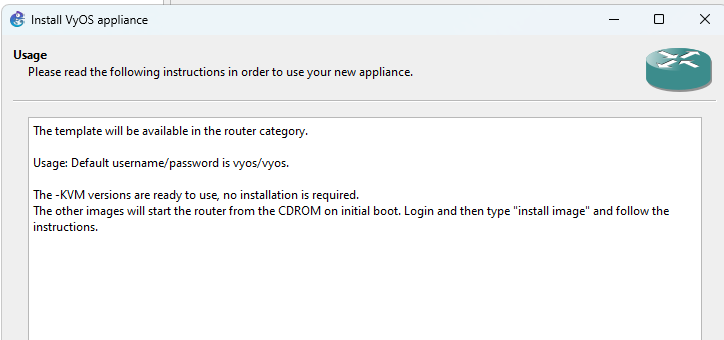 Install VyOS appliance
Usage
Please read the following instructions in order to use your new appliance.
The template will be available in the router category.
Usage: Default username/password is vyos/vyos.
The -KVM versions are ready to use, no installation is required.
The other images will start the router from the CDROM on initial boot. Login and then type "install image" and follow the
instructions.